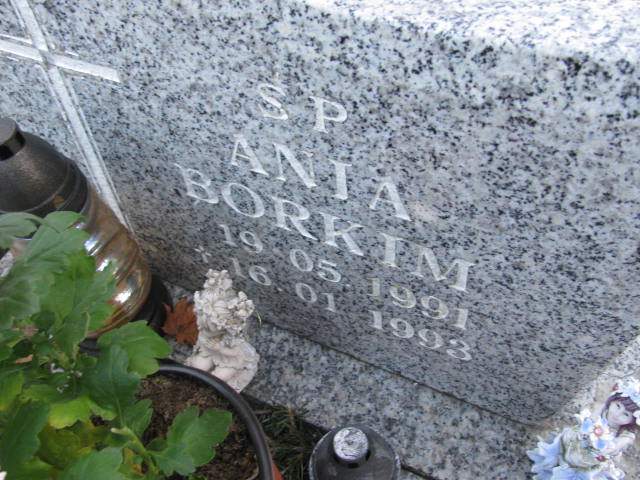 S P
ANIA
BORKIM
19.05.1991
+ 16.01.1993